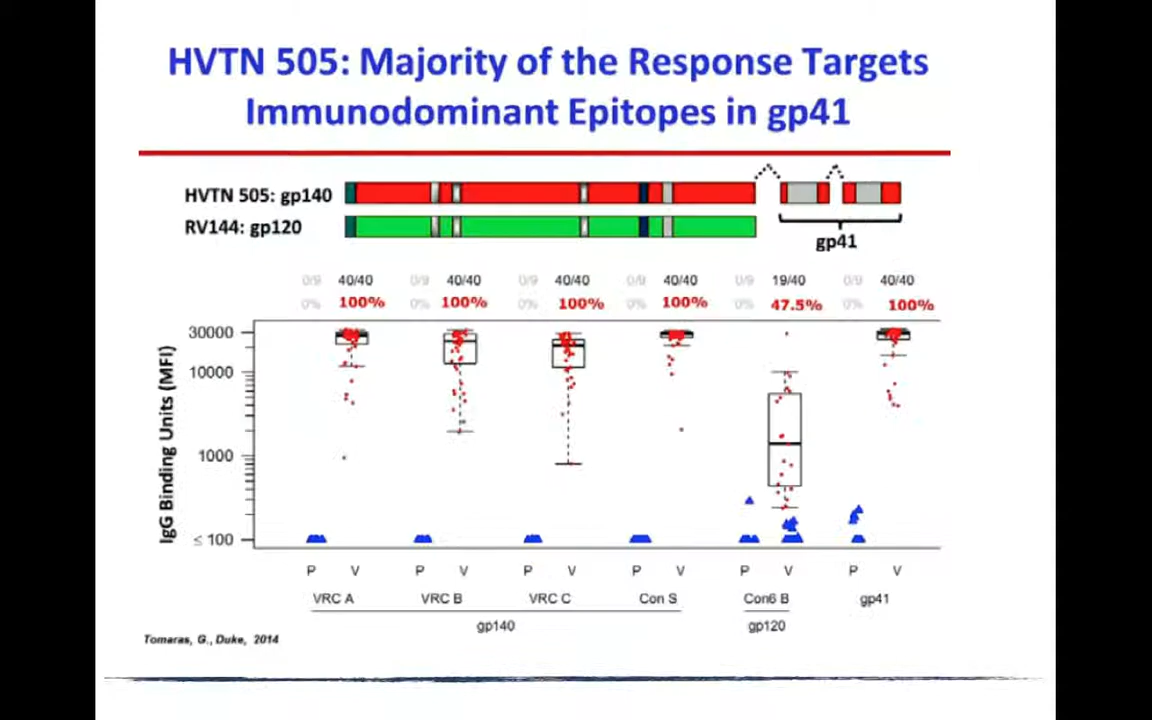 HVTN 505: Majority of the Response Targets
Immunodominant Epitopes in gp41
HVTN 505: gp140
RV144: gp120
gp41
0/9 40/40 0/9 40/40 0/9 40/40 0/9 40/40 0/9 19/40 0/9 40/40
0% 100% 0% 100% 0% 100% 0% 100% 0% 47.5% 0% 100%
IgG Binding Units (MFI)
30000
10000
1000
≤ 100
P V P V P V P V P V P V
VRC A VRC B VRC C Con S Con6 B gp41
gp140 gp120
Tomaras, G., Duke, 2014